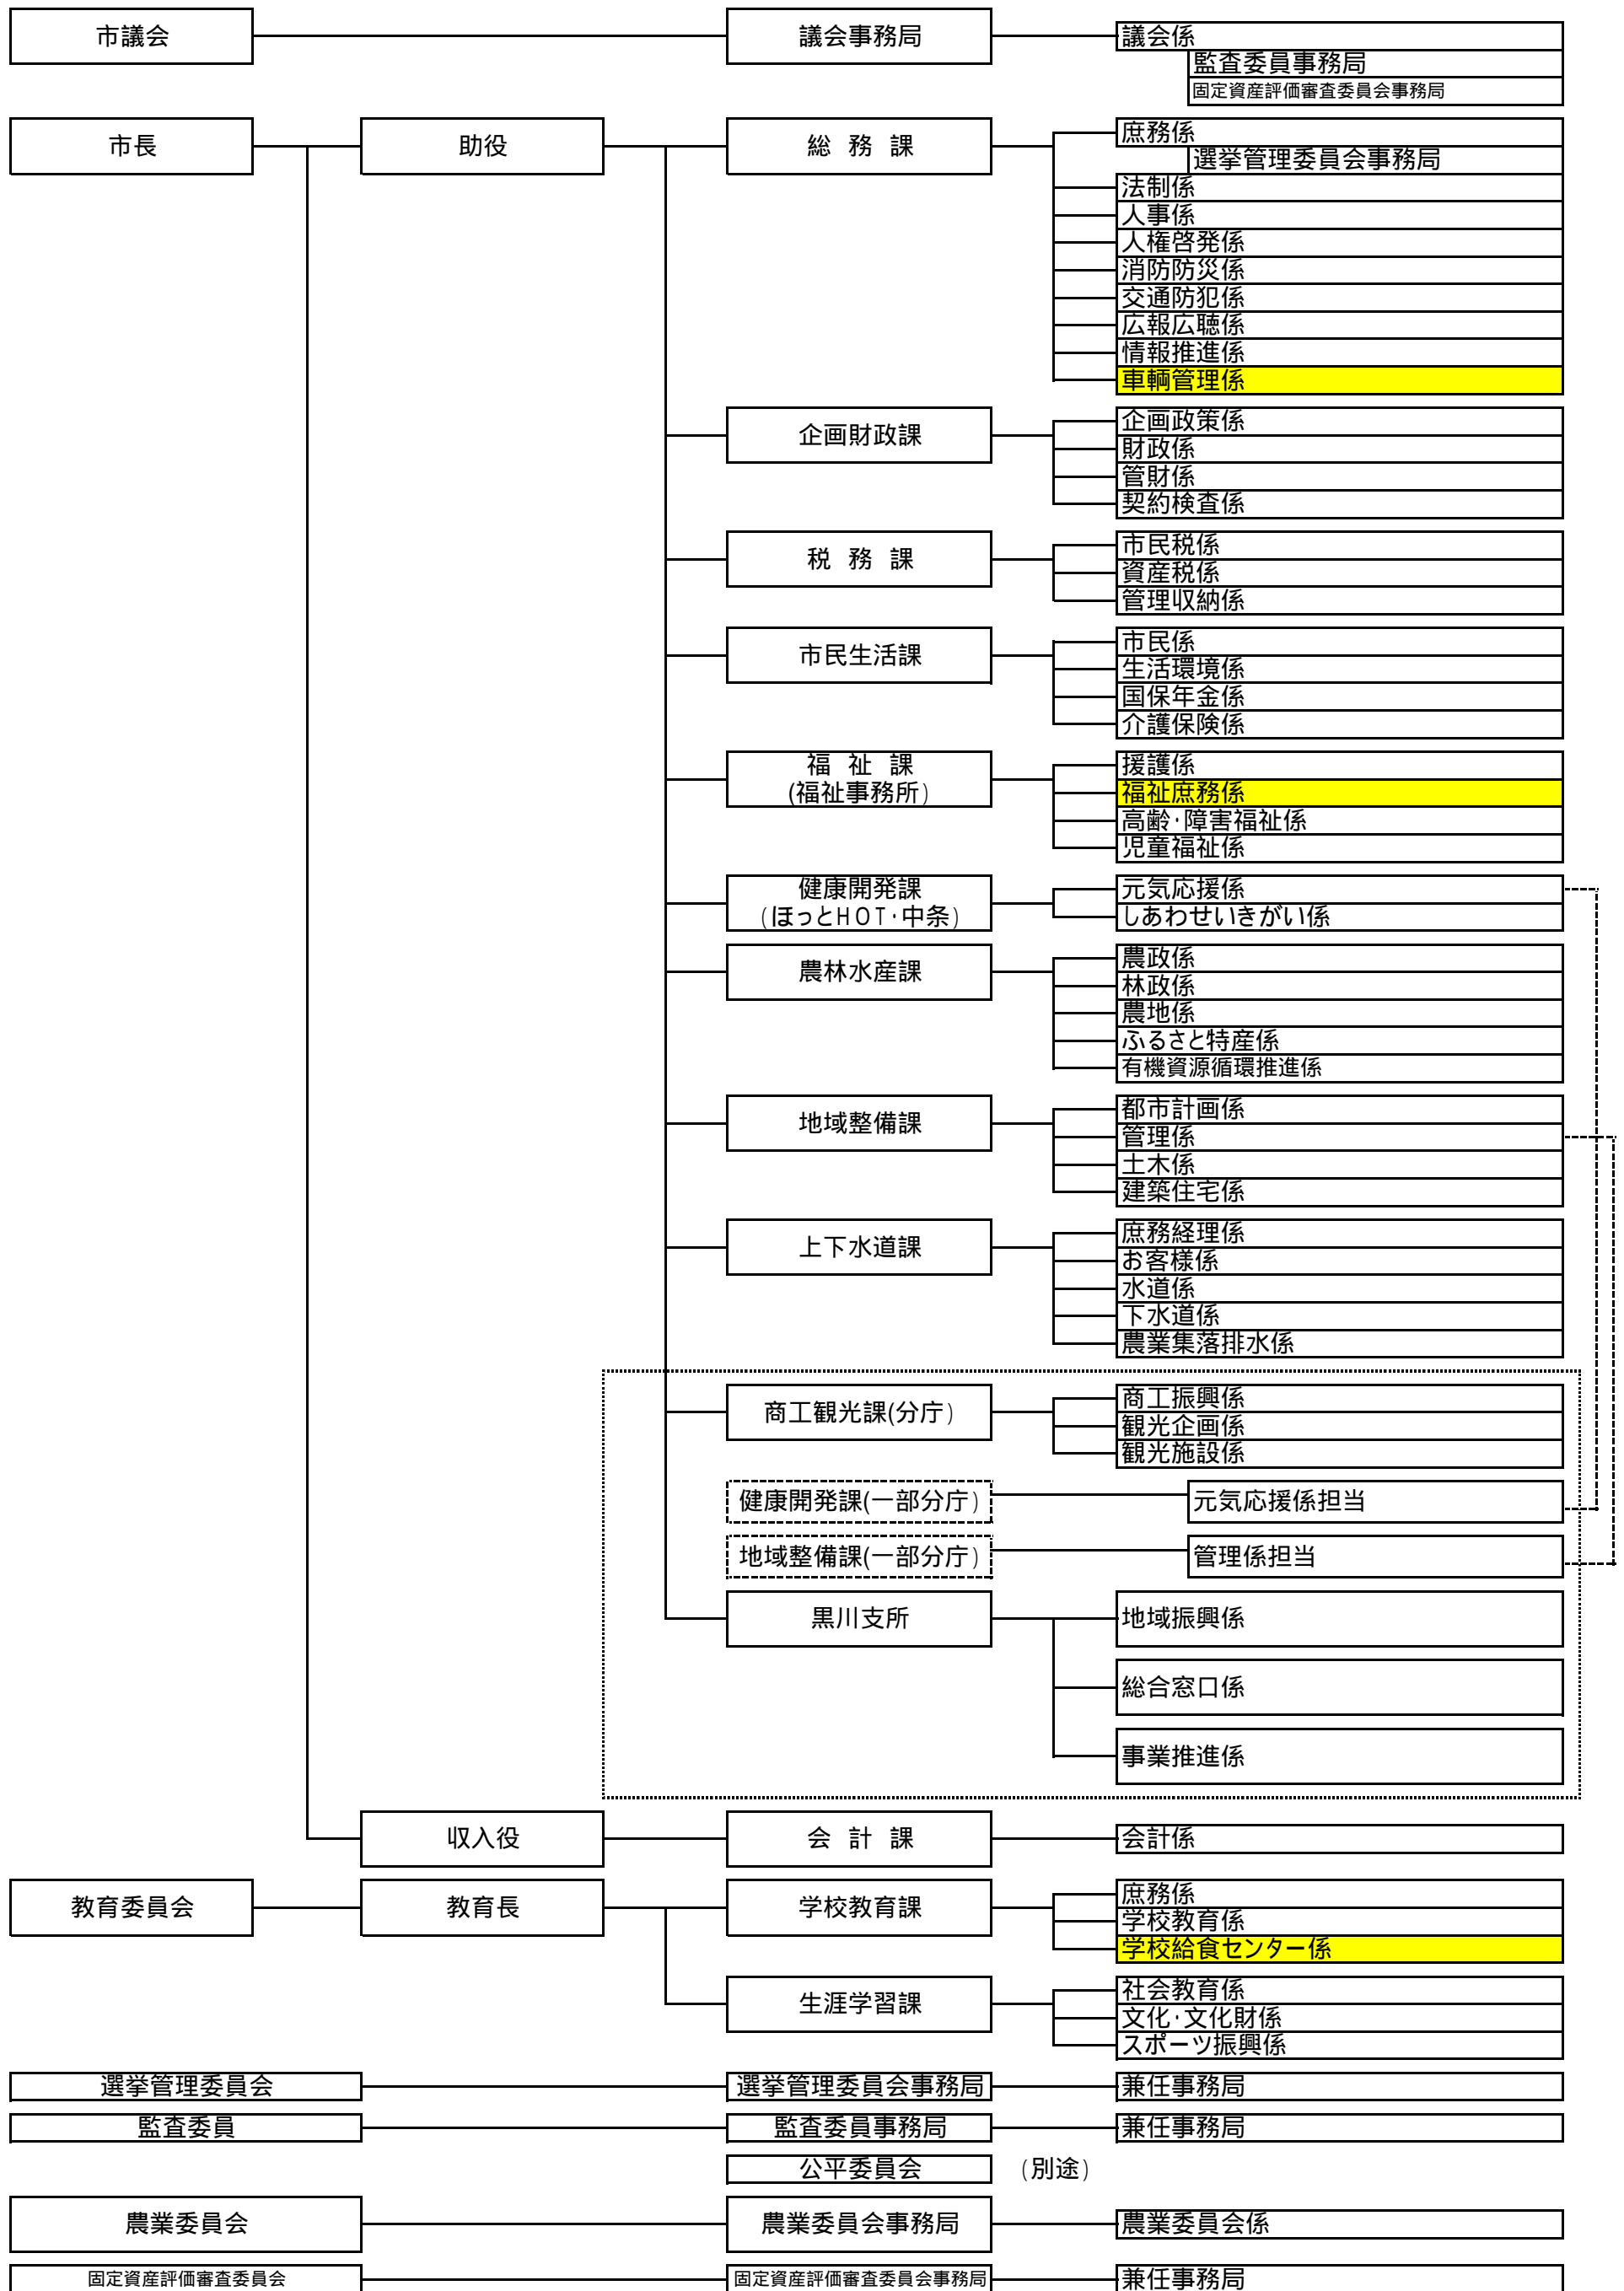 市議会
議会事務局
議会係
監査委員事務局
固定資産評価審査委員会事務局
市長
助役
総 務 課
庶務係
選挙管理委員会事務局
法制係
人事係
人権啓発係
消防防災係
交通防犯係
広報広聴係
情報推進係
車輌管理係
企画財政課
企画政策係
財政係
管財係
契約検査係
税 務 課
市民税係
資産税係
管理収納係
市民生活課
市民係
生活環境係
国保年金係
介護保険係
福 祉 課
(福祉事務所)
援護係
福祉庶務係
高齢・障害福祉係
児童福祉係
健康開発課
(ほっとHOT・中条)
元気応援係
しあわせいきがい係
農林水産課
農政係
林政係
農地係
ふるさと特産係
有機資源循環推進係
地域整備課
都市計画係
管理係
土木係
建築住宅係
上下水道課
庶務経理係
お客様係
水道係
下水道係
農業集落排水係
商工観光課(分庁)
商工振興係
観光企画係
観光施設係
健康開発課(一部分庁)
元気応援係担当
地域整備課(一部分庁)
管理係担当
黒川支所
地域振興係
総合窓口係
事業推進係
収入役
会 計 課
会計係
教育委員会
教育長
学校教育課
庶務係
学校教育係
学校給食センター係
生涯学習課
社会教育係
文化・文化財係
スポーツ振興係
選挙管理委員会
選挙管理委員会事務局
兼任事務局
監査委員
監査委員事務局
兼任事務局
公平委員会
(別途)
農業委員会
農業委員会事務局
農業委員会係
固定資産評価審査委員会
固定資産評価審査委員会事務局
兼任事務局